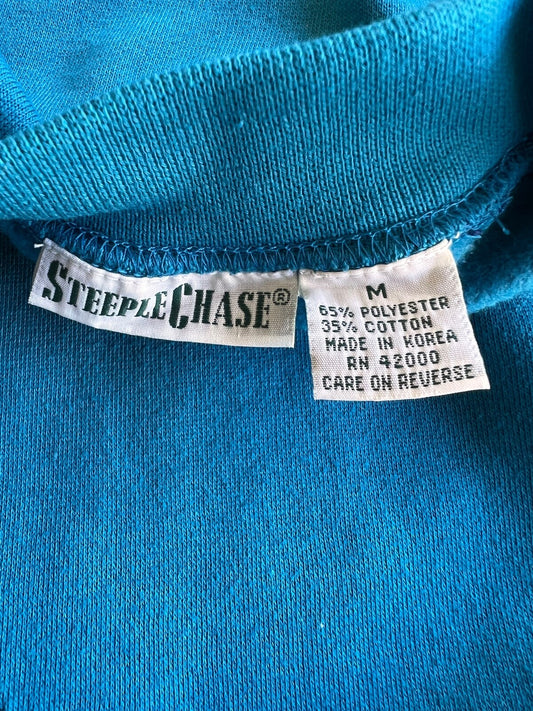 STEEPLECHASE®
M
65% POLYESTER
35% COTTON
MADE IN KOREA
RN 42000
CARE ON REVERSE